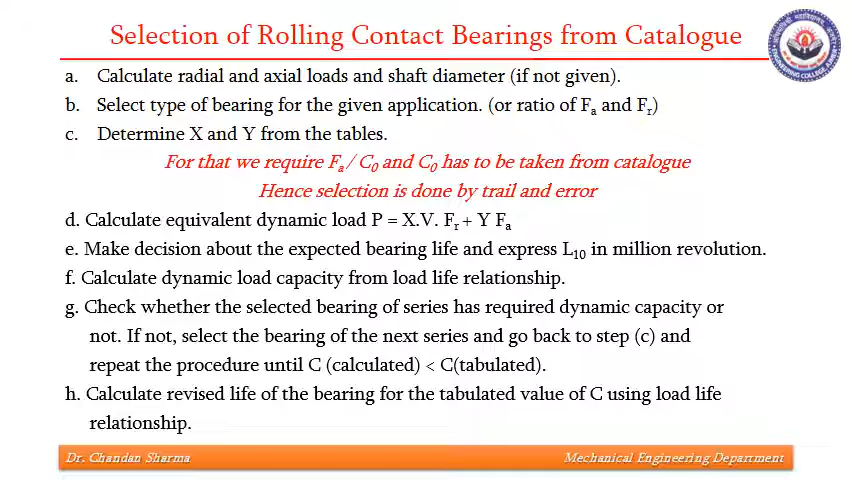 Selection of Rolling Contact Bearings from Catalogue
a. Calculate radial and axial loads and shaft diameter (if not given).
b. Select type of bearing for the given application. (or ratio of Fa and Fr)
c. Determine X and Y from the tables.
For that we require Fa / C0 and C0 has to be taken from catalogue
Hence selection is done by trail and error
d. Calculate equivalent dynamic load P = X.V. Fr + Y Fa
e. Make decision about the expected bearing life and express L10 in million revolution.
f. Calculate dynamic load capacity from load life relationship.
g. Check whether the selected bearing of series has required dynamic capacity or
not. If not, select the bearing of the next series and go back to step (c) and
repeat the procedure until C (calculated) < C(tabulated).
h. Calculate revised life of the bearing for the tabulated value of C using load life
relationship.
Dr. Chandan Sharma
Mechanical Engineering Department